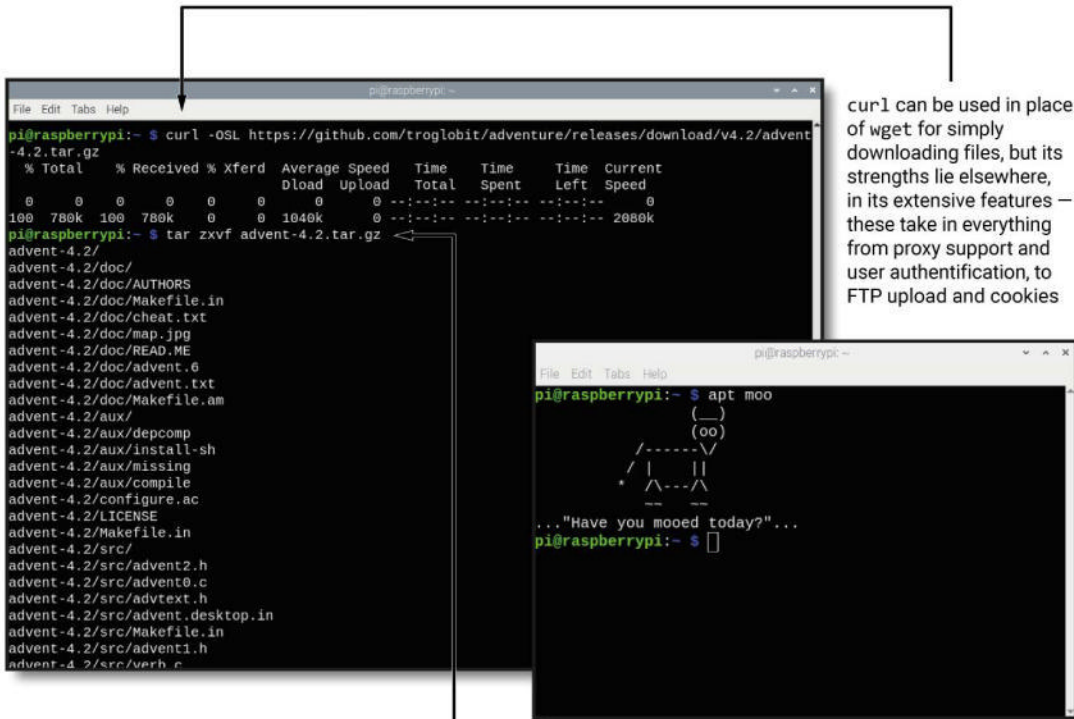 pi@raspberrypi: ~
File Edit Tabs Help
pi@raspberrypi:~ $ curl -OSL https://github.com/troglobit/adventure/releases/download/v4.2/advent
-4.2.tar.gz
% Total % Received % Xferd Average Speed Time Time Time Current
Dload Upload Total Spent Left Speed
0 0 0 0 0 0 0 0 --:--:-- --:--:-- --:--:-- 0
100 780k 100 780k 0 0 1040k 0 --:--:-- --:--:-- --:--:-- 2080k
pi@raspberrypi:~ $ tar zxvf advent-4.2.tar.gz
advent-4.2/
advent-4.2/doc/
advent-4.2/doc/AUTHORS
advent-4.2/doc/Makefile.in
advent-4.2/doc/cheat.txt
advent-4.2/doc/map.jpg
advent-4.2/doc/READ.ME
advent-4.2/doc/advent.6
advent-4.2/doc/advent.txt
advent-4.2/doc/Makefile.am
advent-4.2/aux/
advent-4.2/aux/depcomp
advent-4.2/aux/install-sh
advent-4.2/aux/missing
advent-4.2/aux/compile
advent-4.2/configure.ac
advent-4.2/LICENSE
advent-4.2/Makefile.in
advent-4.2/src/
advent-4.2/src/advent2.h
advent-4.2/src/advent0.c
advent-4.2/src/advtext.h
advent-4.2/src/advent.desktop.in
advent-4.2/src/Makefile.in
advent-4.2/src/advent1.h
advent-4.2/src/verb.c
curl can be used in place
of wget for simply
downloading files, but its
strengths lie elsewhere,
in its extensive features —
these take in everything
from proxy support and
user authentification, to
FTP upload and cookies
pi@raspberrypi: ~
File Edit Tabs Help
pi@raspberrypi:~ $ apt moo
(__)
(oo)
/------\/
/ | ||
* /\---/\
~~ ~~
..."Have you mooed today?"...
pi@raspberrypi:~ $